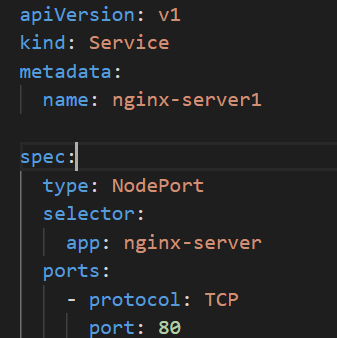 apiVersion: v1
kind: Service
metadata:
  name: nginx-server1

spec:
  type: NodePort
  selector:
    app: nginx-server
  ports:
    - protocol: TCP
      port: 80